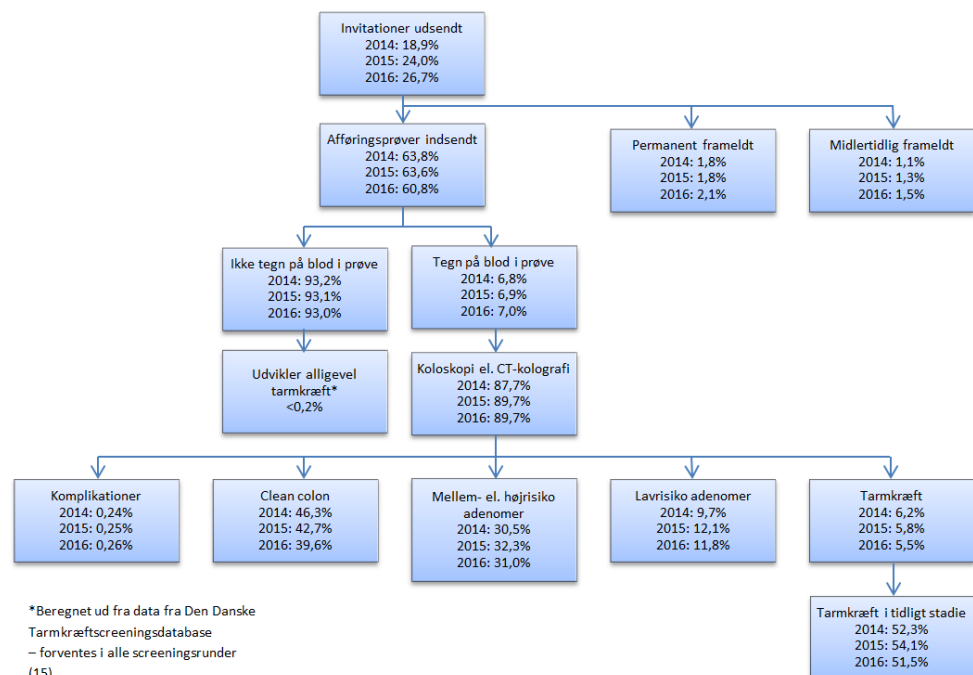 Invitationer udsendt
2014: 18,9%
2015: 24,0%
2016: 26,7%
Afføringsprøver indsendt
2014: 63,8%
2015: 63,6%
2016: 60,8%
Permanent frameldt
2014: 1,8%
2015: 1,8%
2016: 2,1%
Midlertidig frameldt
2014: 1,1%
2015: 1,3%
2016: 1,5%
Ikke tegn på blod i prøve
2014: 93,2%
2015: 93,1%
2016: 93,0%
Tegn på blod i prøve
2014: 6,8%
2015: 6,9%
2016: 7,0%
Udvikler alligevel
tarmkræft*
<0,2%
Koloskopi el. CT-kolografi
2014: 87,7%
2015: 89,7%
2016: 89,7%
Komplikationer
2014: 0,24%
2015: 0,25%
2016: 0,26%
Clean colon
2014: 46,3%
2015: 42,7%
2016: 39,6%
Mellem- el. højrisiko
adenomer
2014: 30,5%
2015: 32,3%
2016: 31,0%
Lavrisiko adenomer
2014: 9,7%
2015: 12,1%
2016: 11,8%
Tarmkræft
2014: 6,2%
2015: 5,8%
2016: 5,5%
Tarmkræft i tidligt stadie
2014: 52,3%
2015: 54,1%
2016: 51,5%
*Beregnet ud fra data fra Den Danske
Tarmkræftscreeningsdatabase
– forventes i alle screeningsrunder
(15)